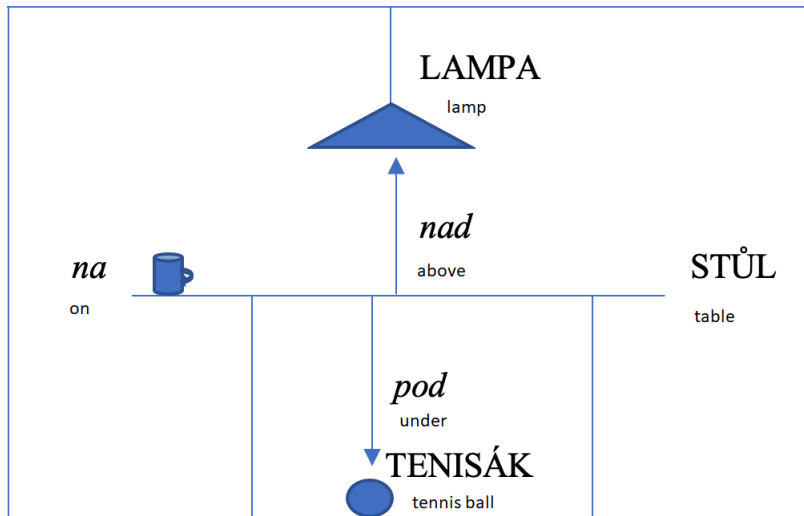 LAMPA
lamp
nad
above
na
on
STŮL
table
pod
under
TENISÁK
tennis ball